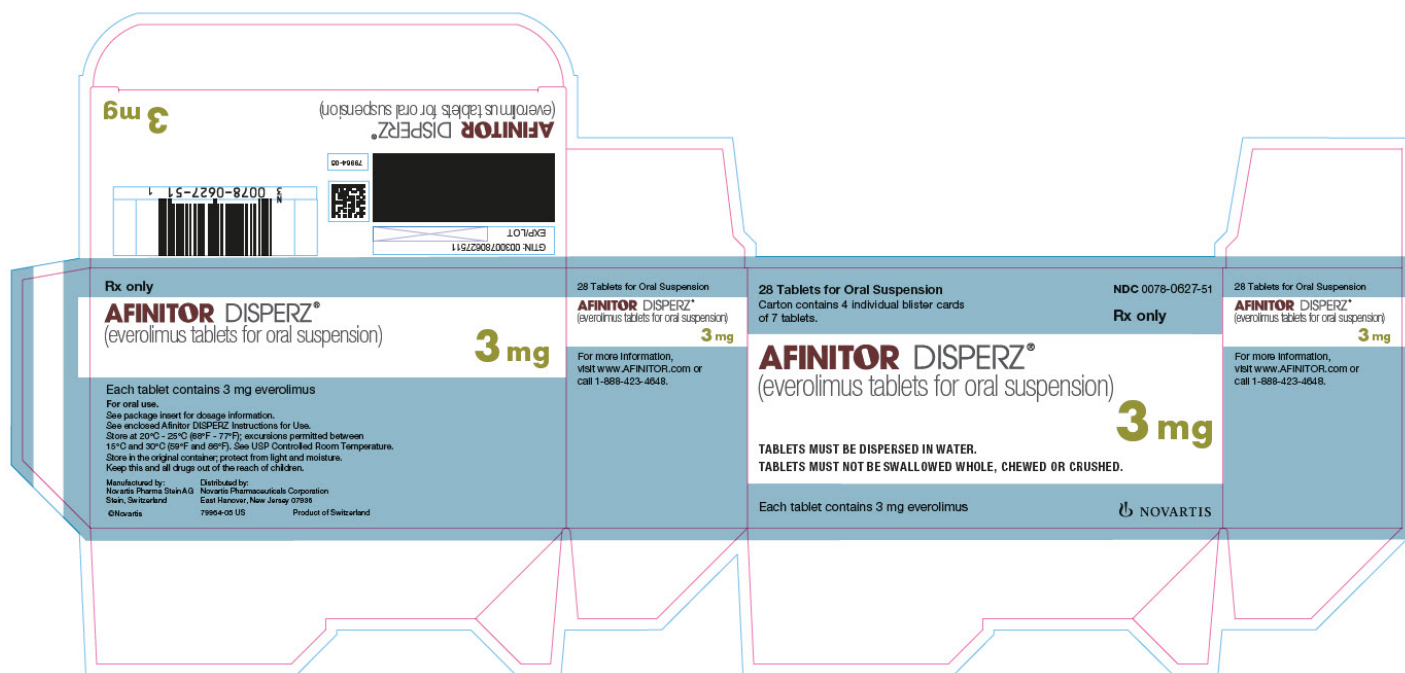 3 mg
AFINITOR DISPERZ®
(everolimus tablets for oral suspension)
79964-05
N
3 0078-0627-51 1
EXP/LOT
GTIN: 00300780627511
Rx only
AFINITOR DISPERZ®
(everolimus tablets for oral suspension)
3 mg
Each tablet contains 3 mg everolimus
For oral use.
See package insert for dosage information.
See enclosed Afinitor DISPERZ Instructions for Use.
Store at 20°C - 25°C (68°F - 77°F); excursions permitted between
15°C and 30°C (59°F and 86°F). See USP Controlled Room Temperature.
Store in the original container; protect from light and moisture.
Keep this and all drugs out of the reach of children.
Manufactured by:
Novartis Pharma Stein AG
Stein, Switzerland
Distributed by:
Novartis Pharmaceuticals Corporation
East Hanover, New Jersey 07936
©Novartis
79964-05 US
Product of Switzerland
28 Tablets for Oral Suspension
AFINITOR DISPERZ®
(everolimus tablets for oral suspension)
3 mg
For more information,
visit www.AFINITOR.com or
call 1-888-423-4648.
28 Tablets for Oral Suspension
Carton contains 4 individual blister cards
of 7 tablets.
NDC 0078-0627-51
Rx only
AFINITOR DISPERZ®
(everolimus tablets for oral suspension)
3 mg
TABLETS MUST BE DISPERSED IN WATER.
TABLETS MUST NOT BE SWALLOWED WHOLE, CHEWED OR CRUSHED.
Each tablet contains 3 mg everolimus
NOVARTIS
28 Tablets for Oral Suspension
AFINITOR DISPERZ®
(everolimus tablets for oral suspension)
3 mg
For more information,
visit www.AFINITOR.com or
call 1-888-423-4648.